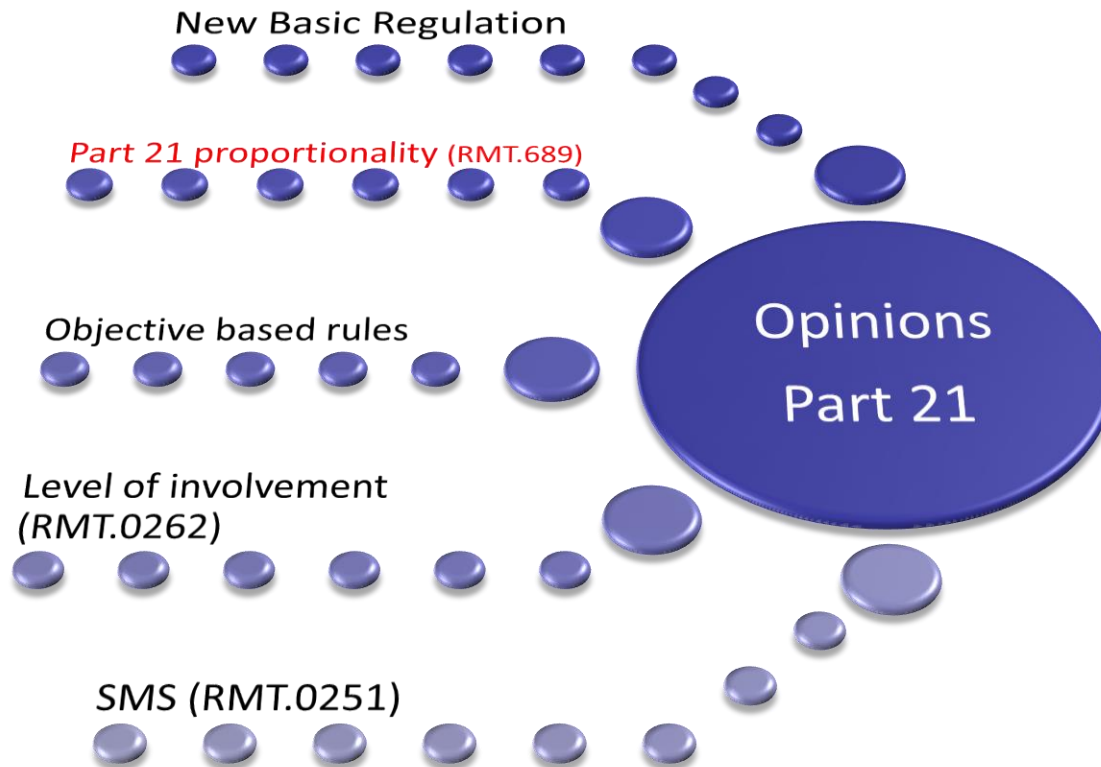 New Basic Regulation
Part 21 proportionality (RMT.689)
Objective based rules
Level of involvement
(RMT.0262)
SMS (RMT.0251)
Opinions
Part 21